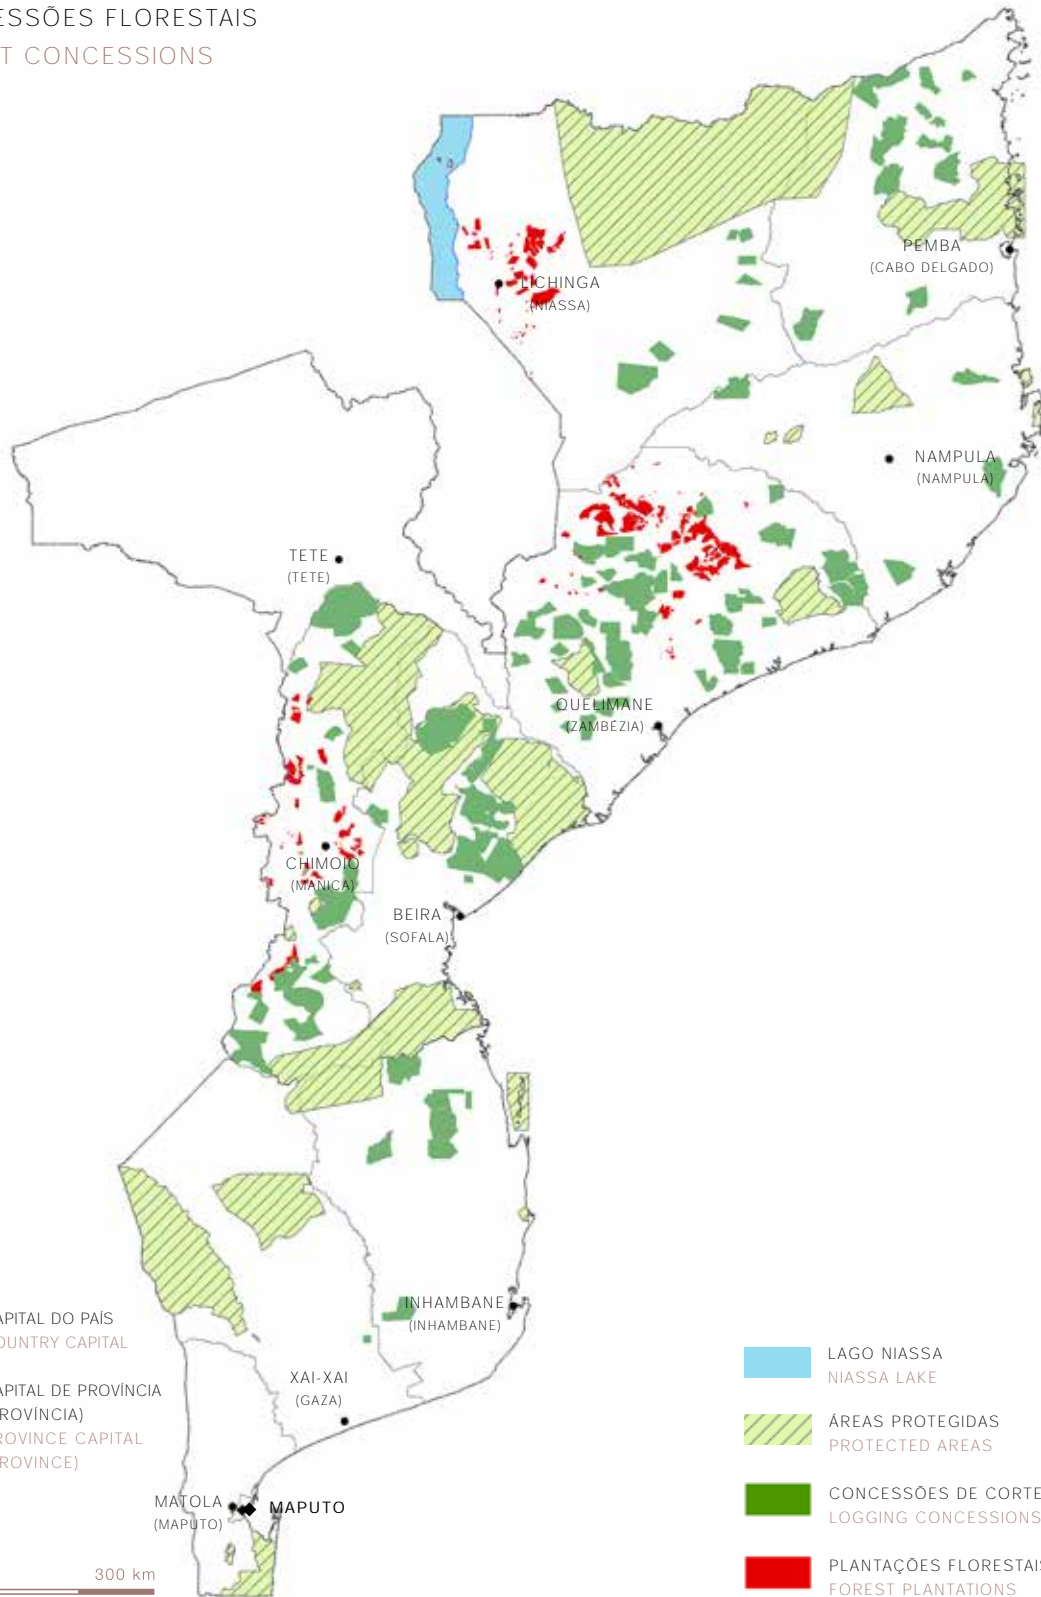 ESSÕES FLORESTAIS
T CONCESSIONS
PEMBA
(CABO DELGADO)
LICHINGA
(NIASSA)
NAMPULA
(NAMPULA)
TETE
(TETE)
QUELIMANE
(ZAMBÉZIA)
CHIMOIO
(MANICA)
BEIRA
(SOFALA)
INHAMBANE
(INHAMBANE)
XAI-XAI
(GAZA)
MATOLA
(MAPUTO)
MAPUTO
APITAL DO PAÍS
OUNTRY CAPITAL
APITAL DE PROVÍNCIA
ROVÍNCIA)
ROVINCE CAPITAL
ROVINCE)
300 km
LAGO NIASSA
NIASSA LAKE
ÁREAS PROTEGIDAS
PROTECTED AREAS
CONCESSÕES DE CORTE
LOGGING CONCESSIONS
PLANTAÇÕES FLORESTAIS
FOREST PLANTATIONS